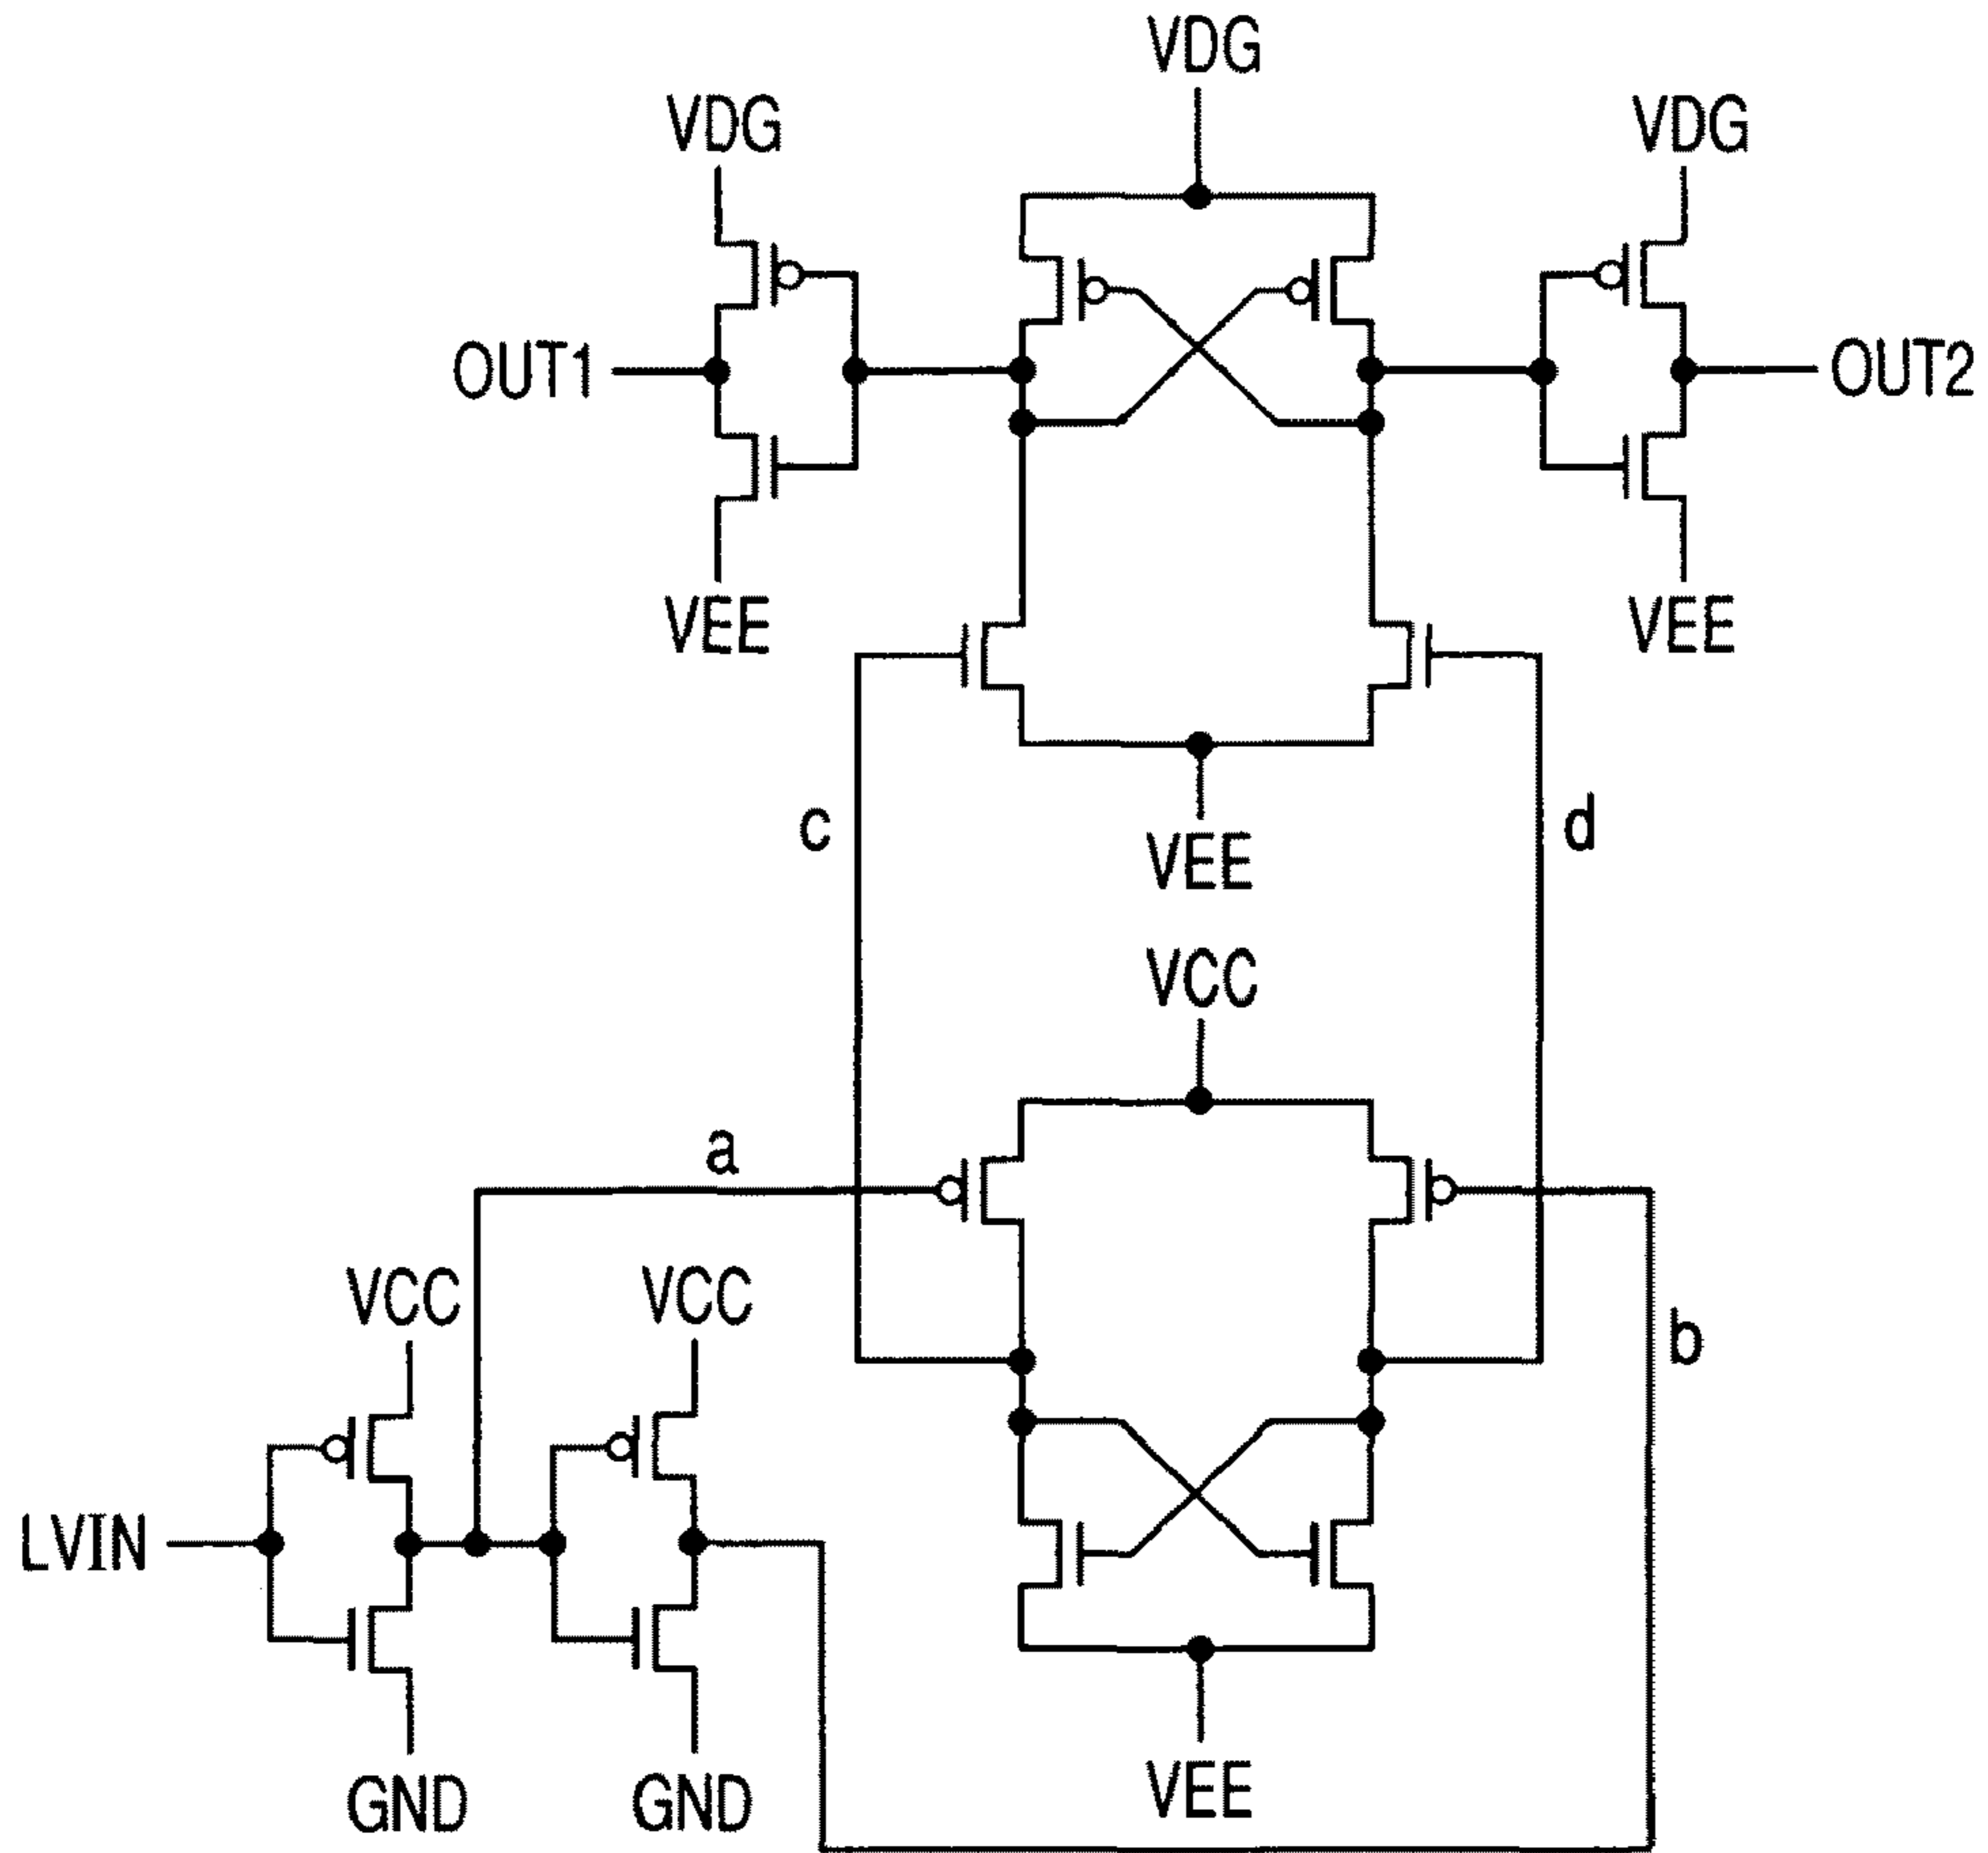 VDG
VDG
VDG
OUT1
OUT2
VEE
VEE
c
VEE
d
VCC
a
VCC
VCC
b
LVIN
GND
GND
VEE